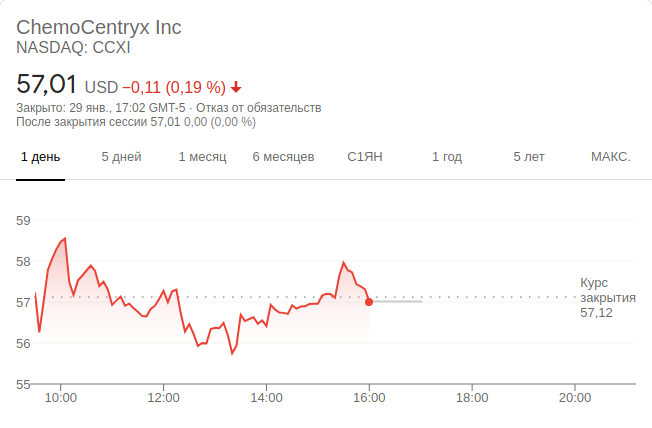 ChemoCentryx Inc
NASDAQ: CCXI
57,01 USD −0,11 (0,19 %)
Закрыто: 29 янв., 17:02 GMT-5 · Отказ от обязательств
После закрытия сессии 57,01 0,00 (0,00 %)
1 день 5 дней 1 месяц 6 месяцев С1ЯН 1 год 5 лет МАКС.
59
58
57
56
55
Курс
закрытия
57,12
10:00 12:00 14:00 16:00 18:00 20:00